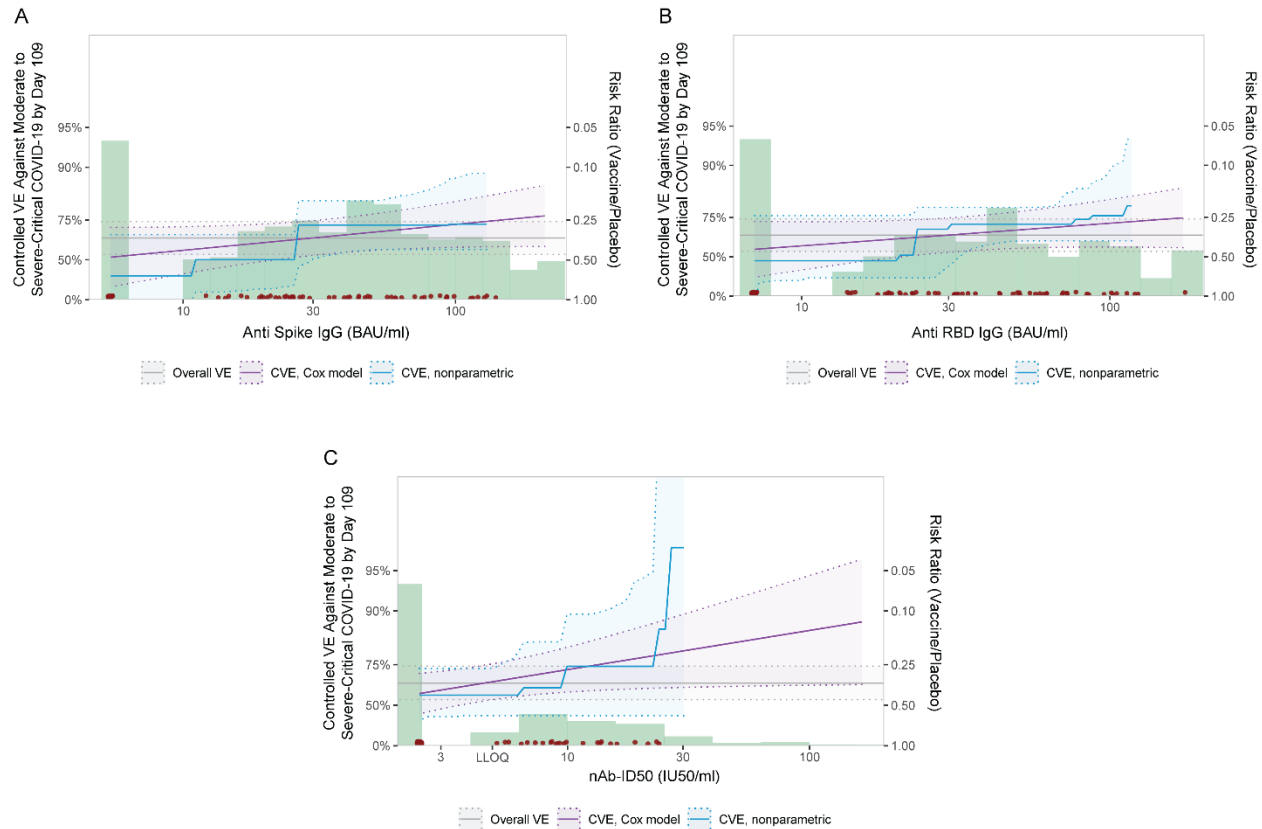 A
Controlled VE Against Moderate to
Severe-Critical COVID-19 by Day 109
95%
90%
75%
50%
0%
0.05
0.10
0.25
0.50
1.00
Risk Ratio (Vaccine/Placebo)
10
30
100
Anti Spike IgG (BAU/ml)
Overall VE
CVE, Cox model
CVE, nonparametric
B
Controlled VE Against Moderate to
Severe-Critical COVID-19 by Day 109
95%
90%
75%
50%
0%
0.05
0.10
0.25
0.50
1.00
Risk Ratio (Vaccine/Placebo)
10
30
100
Anti RBD IgG (BAU/ml)
Overall VE
CVE, Cox model
CVE, nonparametric
C
Controlled VE Against Moderate to
Severe-Critical COVID-19 by Day 109
95%
90%
75%
50%
0%
0.05
0.10
0.25
0.50
1.00
Risk Ratio (Vaccine/Placebo)
3
LLOQ
10
30
100
nAb-ID50 (IU50/ml)
Overall VE
CVE, Cox model
CVE, nonparametric